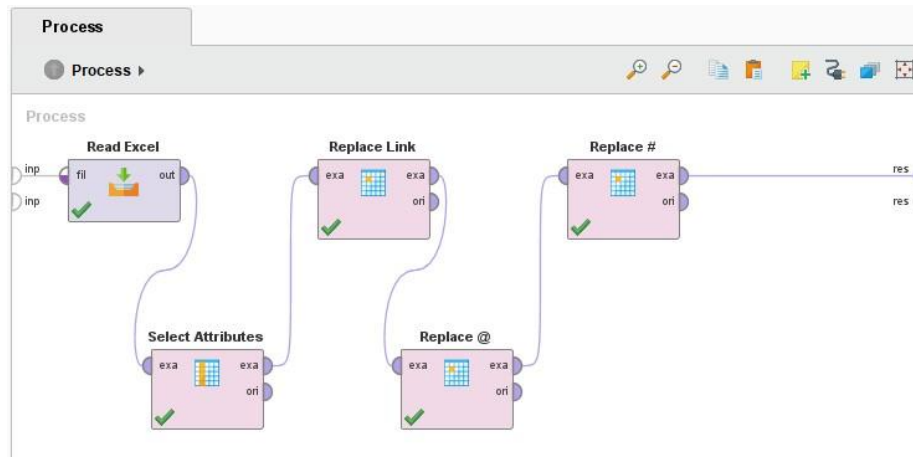 Process
Process
Process
Read Excel
Replace Link
Replace #
inp
fil
out
exa
exa
exa
exa
res
inp
ori
ori
res
Select Attributes
Replace @
exa
exa
exa
exa
ori
ori